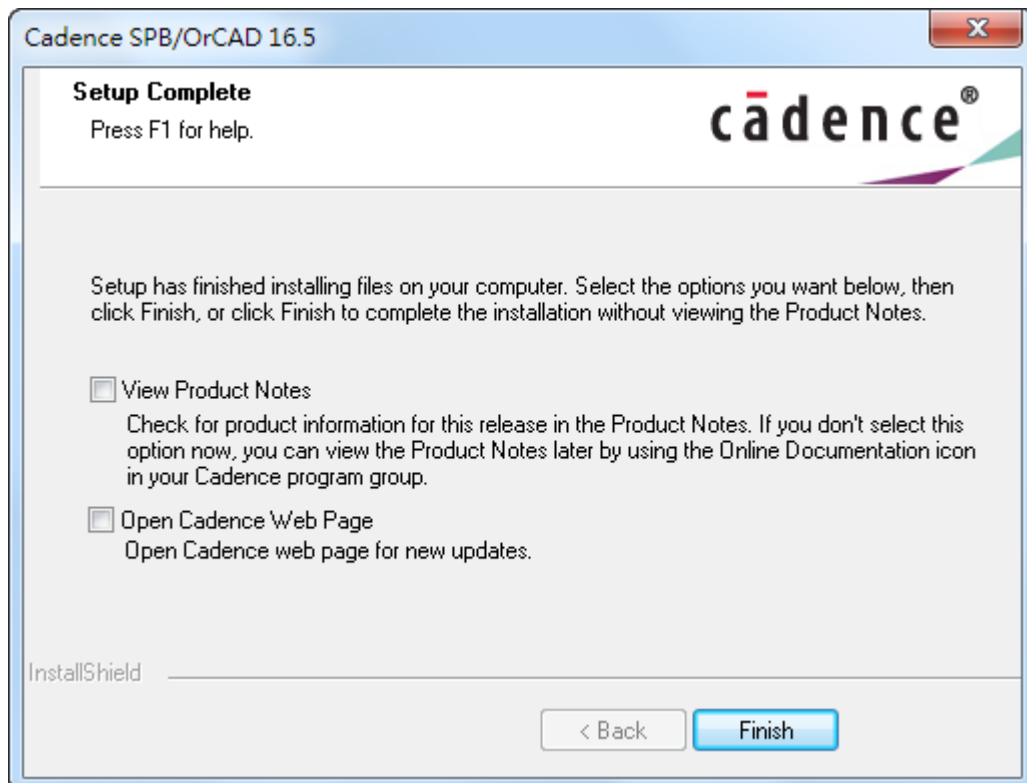 Cadence SPB/OrCAD 16.5
Setup Complete
Press F1 for help.
cādence®
Setup has finished installing files on your computer. Select the options you want below, then
click Finish, or click Finish to complete the installation without viewing the Product Notes.
View Product Notes
Check for product information for this release in the Product Notes. If you don't select this
option now, you can view the Product Notes later by using the Online Documentation icon
in your Cadence program group.
Open Cadence Web Page
Open Cadence web page for new updates.
InstallShield
< Back
Finish